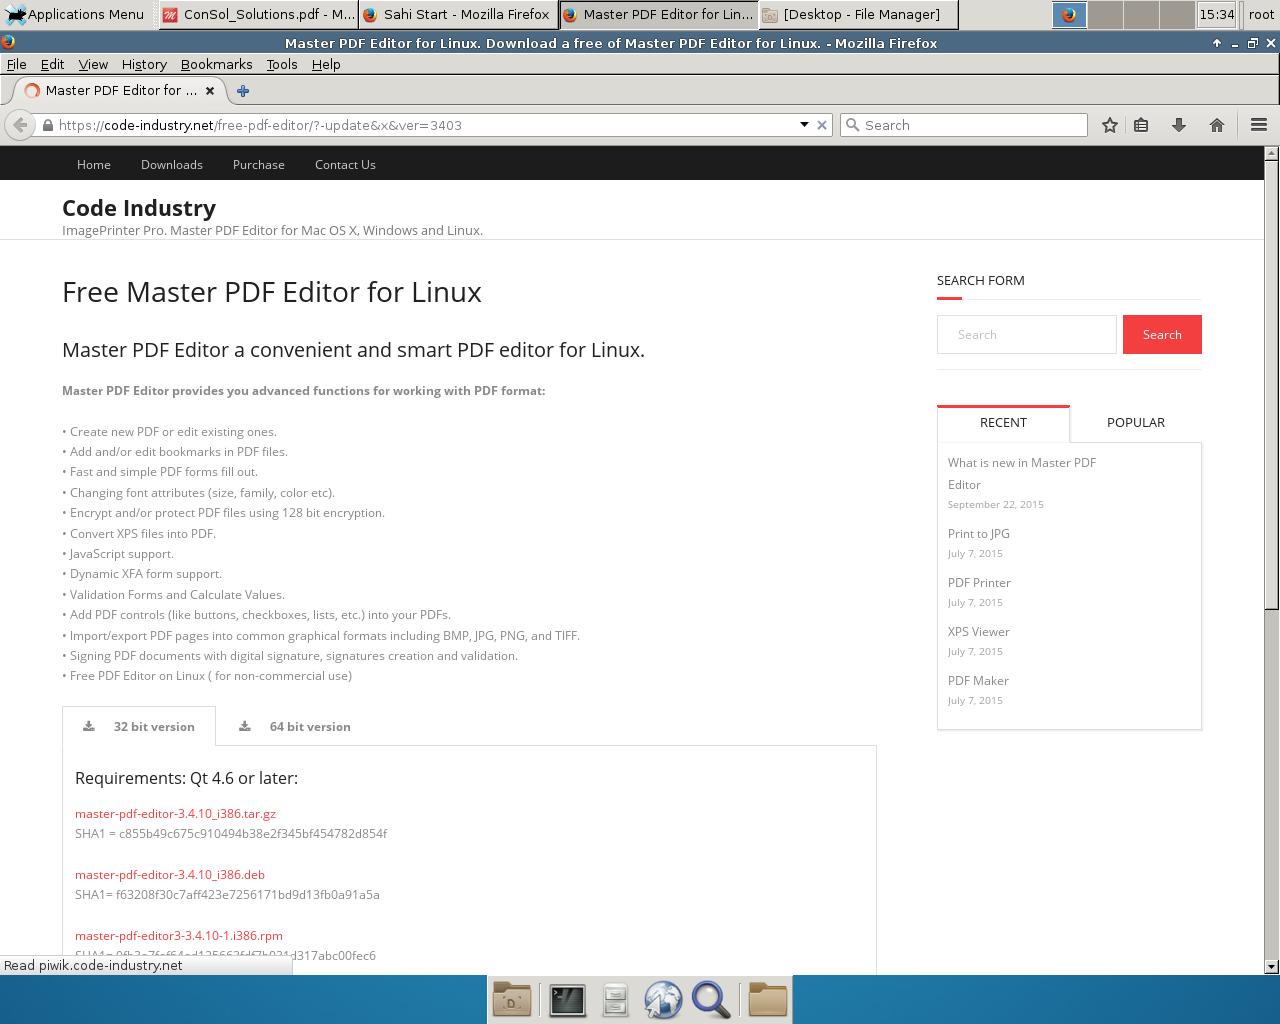 Applications Menu
ConSol_Solutions.pdf - M...
Sahi Start - Mozilla Firefox
Master PDF Editor for Lin...
[Desktop - File Manager]
15:34
root
Master PDF Editor for Linux. Download a free of Master PDF Editor for Linux. - Mozilla Firefox
File Edit View History Bookmarks Tools Help
Master PDF Editor for ...
https://code-industry.net/free-pdf-editor/?-update&x&ver=3403
Search
Home Downloads Purchase Contact Us
Code Industry
ImagePrinter Pro. Master PDF Editor for Mac OS X, Windows and Linux.
Free Master PDF Editor for Linux
Master PDF Editor a convenient and smart PDF editor for Linux.
Master PDF Editor provides you advanced functions for working with PDF format:
• Create new PDF or edit existing ones.
• Add and/or edit bookmarks in PDF files.
• Fast and simple PDF forms fill out.
• Changing font attributes (size, family, color etc).
• Encrypt and/or protect PDF files using 128 bit encryption.
• Convert XPS files into PDF.
• JavaScript support.
• Dynamic XFA form support.
• Validation Forms and Calculate Values.
• Add PDF controls (like buttons, checkboxes, lists, etc.) into your PDFs.
• Import/export PDF pages into common graphical formats including BMP, JPG, PNG, and TIFF.
• Signing PDF documents with digital signature, signatures creation and validation.
• Free PDF Editor on Linux ( for non-commercial use)
32 bit version
64 bit version
Requirements: Qt 4.6 or later:
master-pdf-editor-3.4.10_i386.tar.gz
SHA1 = c855b49c675c910494b38e2f345bf454782d854f
master-pdf-editor-3.4.10_i386.deb
SHA1= f63208f30c7aff423e7256171bd9d13fb0a91a5a
master-pdf-editor3-3.4.10-1.i386.rpm
SEARCH FORM
Search
Search
RECENT
POPULAR
What is new in Master PDF
Editor
September 22, 2015
Print to JPG
July 7, 2015
PDF Printer
July 7, 2015
XPS Viewer
July 7, 2015
PDF Maker
July 7, 2015
Read piwik.code-industry.net